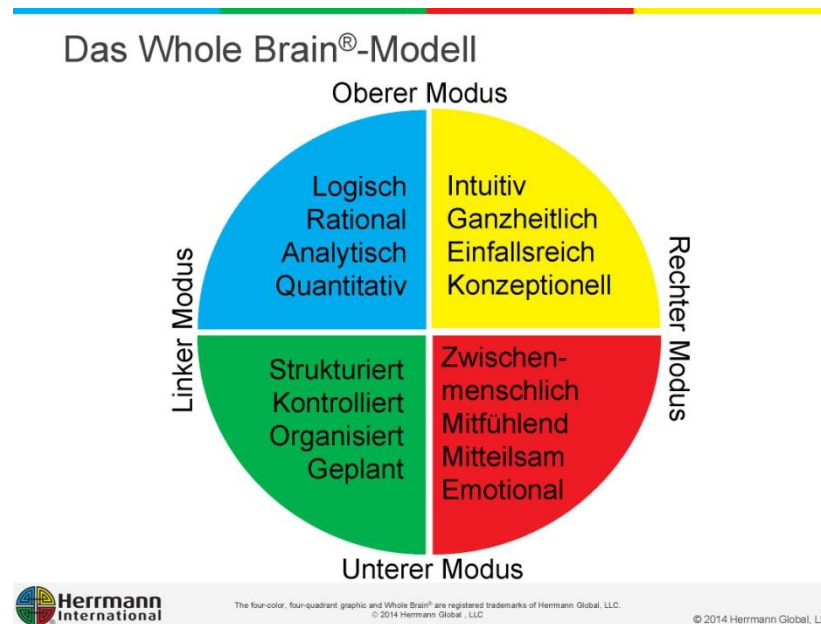 Das Whole Brain®-Modell
Oberer Modus
Logisch
Rational
Analytisch
Quantitativ
Intuitiv
Ganzheitlich
Einfallsreich
Konzeptionell
Linker Modus
Rechter Modus
Strukturiert
Kontrolliert
Organisiert
Geplant
Zwischen-
menschlich
Mitfühlend
Mitteilsam
Emotional
Unterer Modus
Herrmann
International
The four-color, four-quadrant graphic and Whole Brain® are registered trademarks of Herrmann Global, LLC.
© 2014 Herrmann Global , LLC
© 2014 Herrmann Global, LL